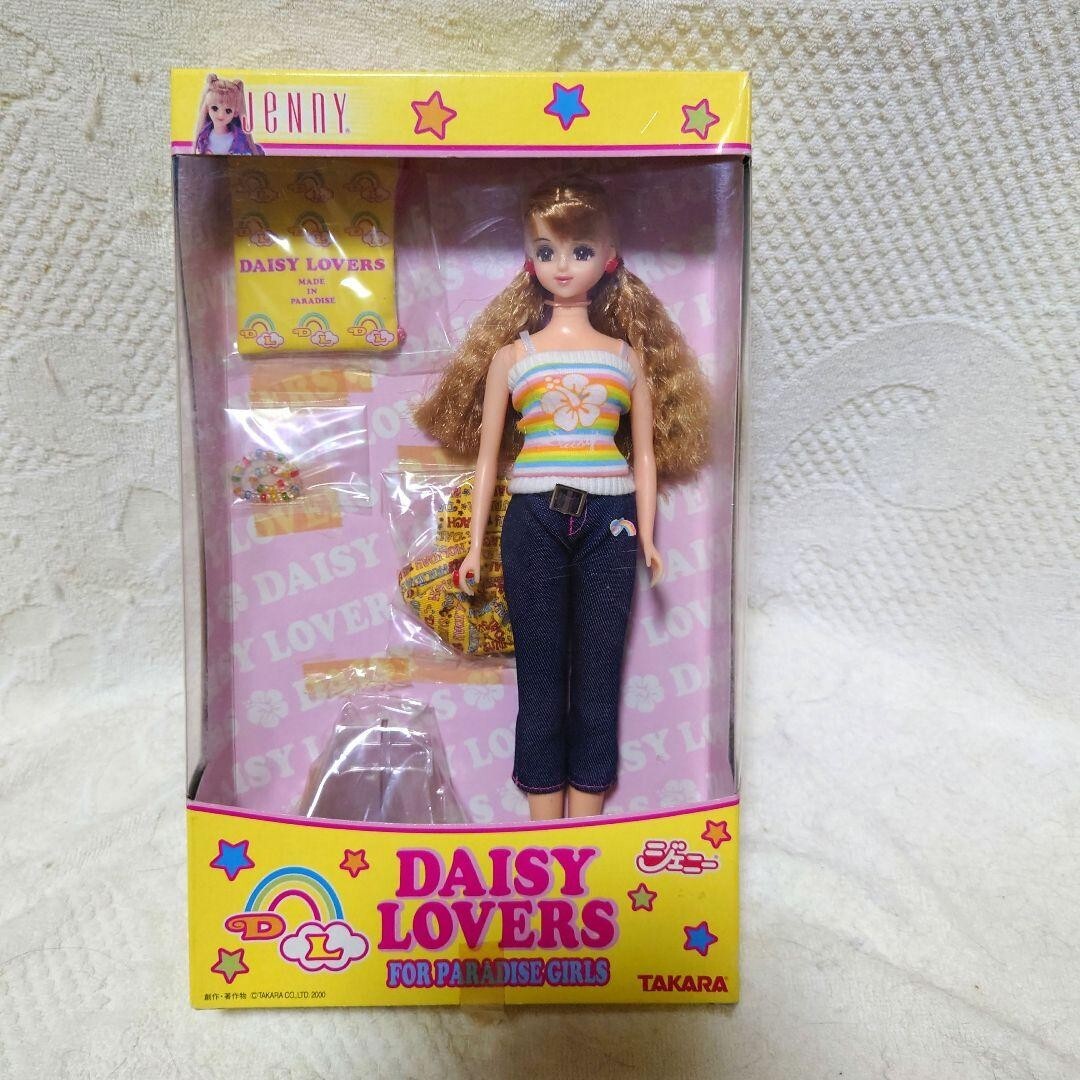 JENNY
DAISY LOVERS
MADE
IN
PARADISE
D L D L D L
DAISY
LOVERS
DAISY
LOVERS
FOR PARADISE GIRLS
ジェニー
D L
TAKARA
創作・著作物 ©TAKARA CO.,LTD. 2000